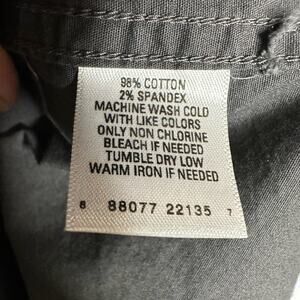 98% COTTON
2% SPANDEX
MACHINE WASH COLD
WITH LIKE COLORS
ONLY NON CHLORINE
BLEACH IF NEEDED
TUMBLE DRY LOW
WARM IRON IF NEEDED
6 88077 22135 7